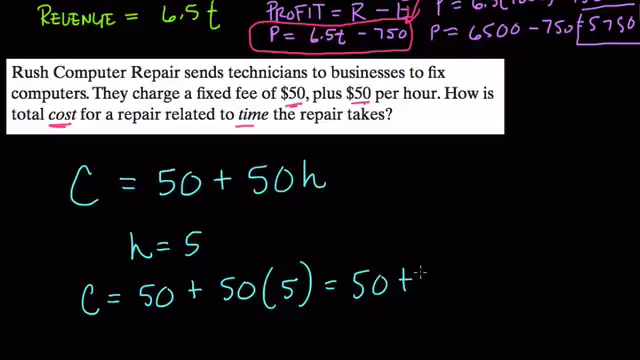 REVENUE = 6.5t
PROFIT = R - E
P = 6.5t - 750
P = 6500 - 750 = 5750
Rush Computer Repair sends technicians to businesses to fix
computers. They charge a fixed fee of $50, plus $50 per hour. How is
total cost for a repair related to time the repair takes?
C = 50 + 50h
h = 5
C = 50 + 50(5) = 50 +